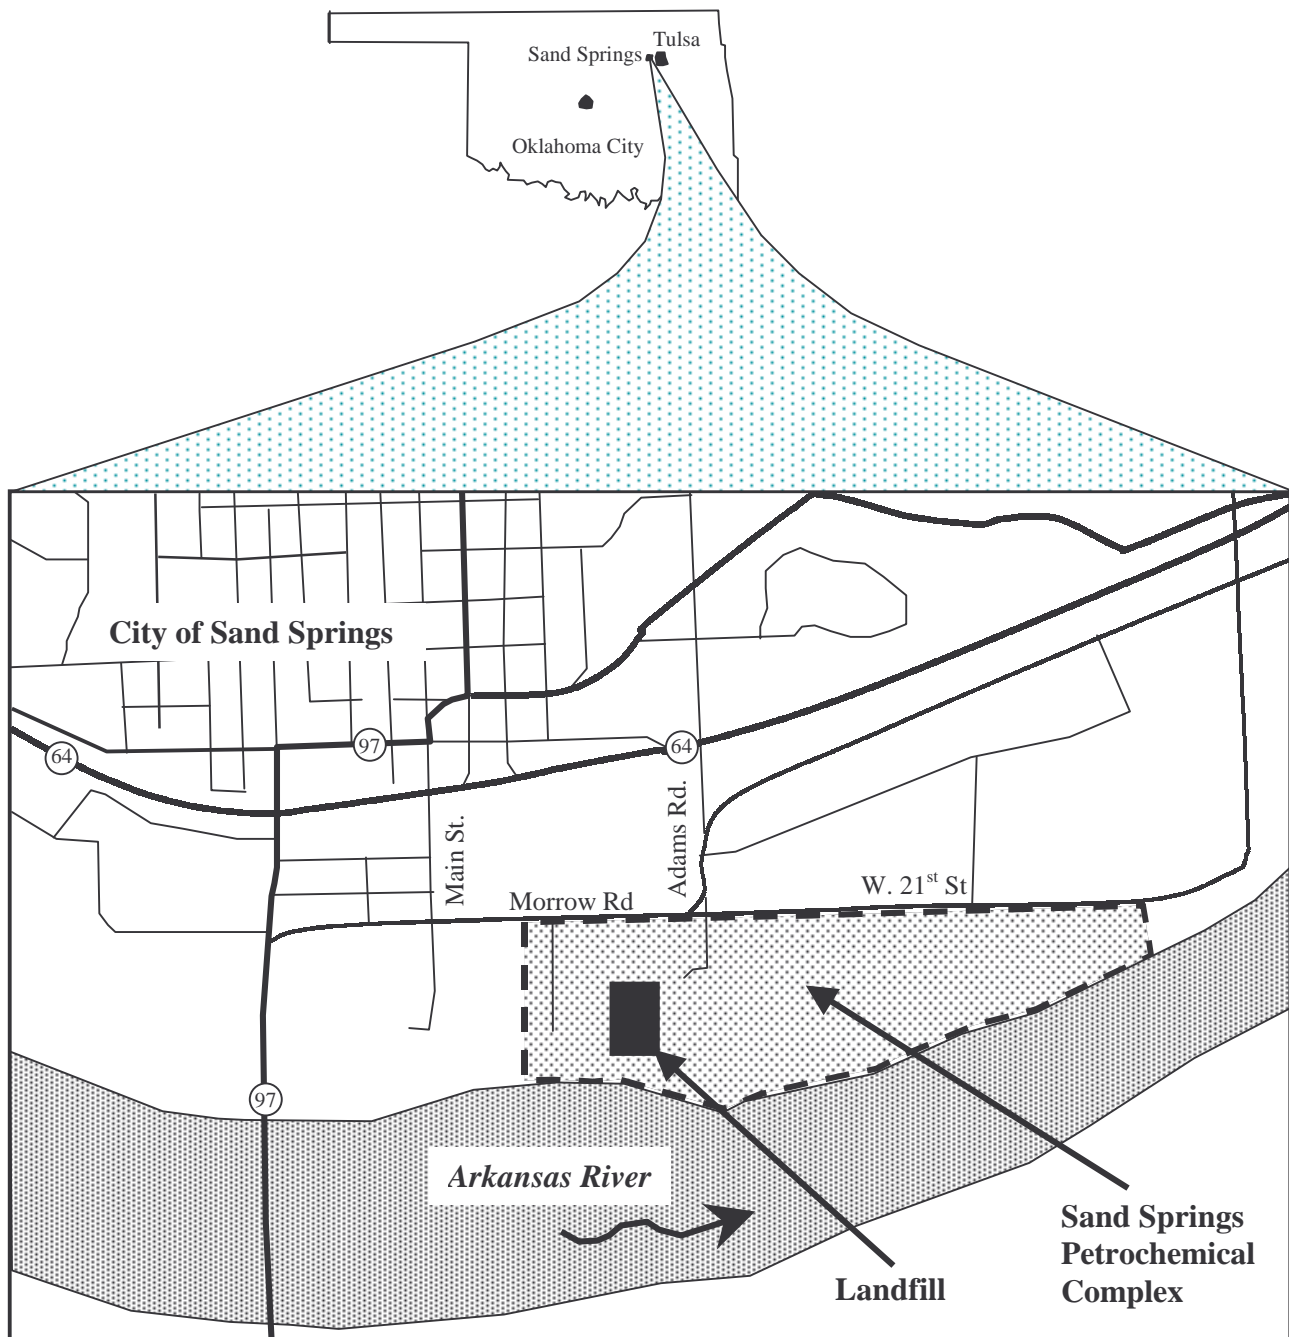 Tulsa
Sand Springs
Oklahoma City
City of Sand Springs
97
64
64
Main St.
Adams Rd.
W. 21st St
Morrow Rd
97
Arkansas River
Sand Springs
Petrochemical
Complex
Landfill